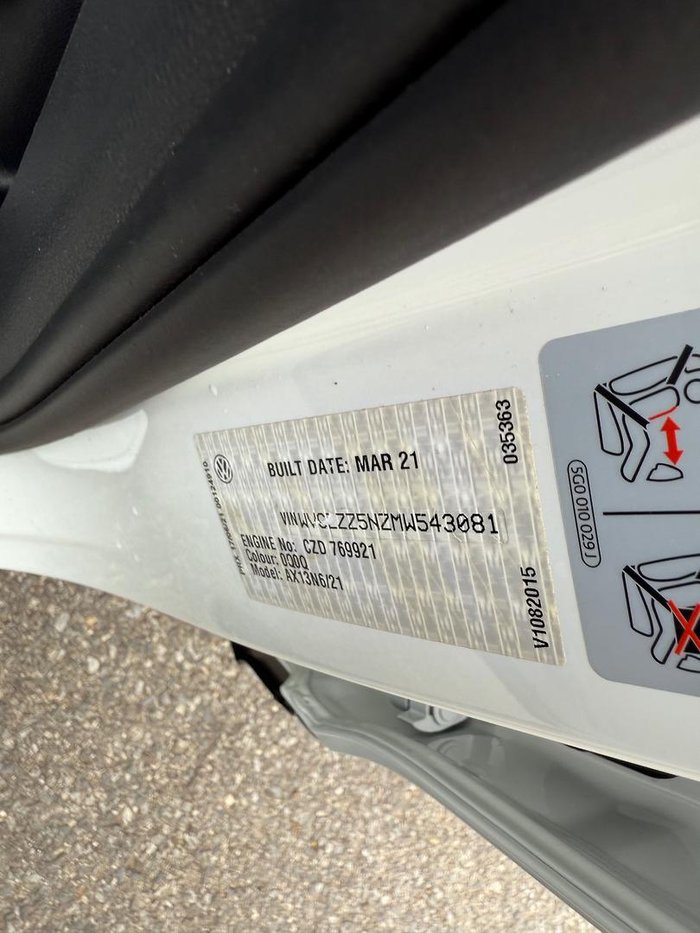 BUILT DATE: MAR 21
035363
VIN WVGZZZ5NZMW543081
ENGINE No: CZD 769921
Colour: 0Q0Q
Model: AX13N6/21
V1082015
5G0 010 029 J